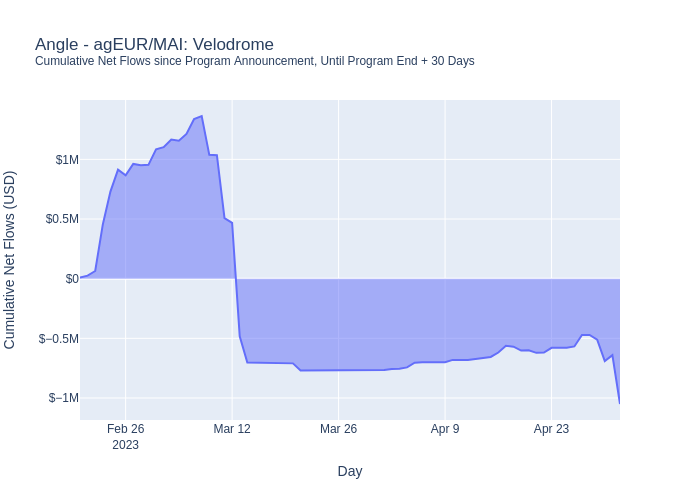 Angle - agEUR/MAI: Velodrome
Cumulative Net Flows since Program Announcement, Until Program End + 30 Days
Cumulative Net Flows (USD)
$1M
$0.5M
$0
$−0.5M
$−1M
Feb 26
2023
Mar 12
Mar 26
Apr 9
Apr 23
Day